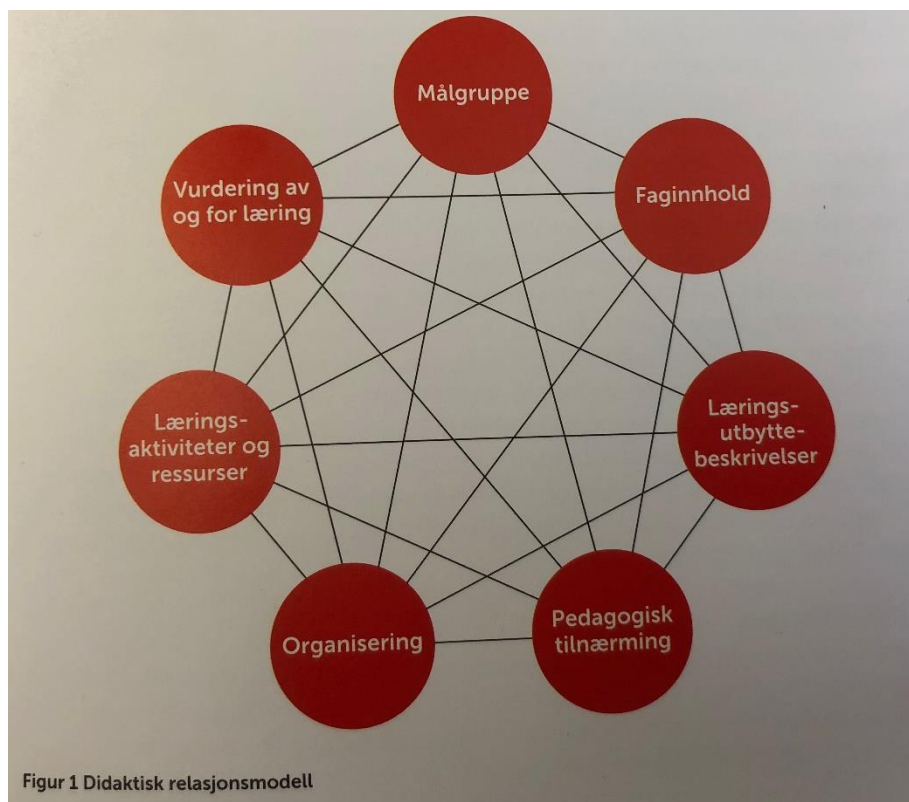 Målgruppe
Faginnhold
Lærings-
utbytte-
beskrivelser
Pedagogisk
tilnærming
Organisering
Lærings-
aktiviteter og
ressurser
Vurdering av
og for læring
Figur 1 Didaktisk relasjonsmodell